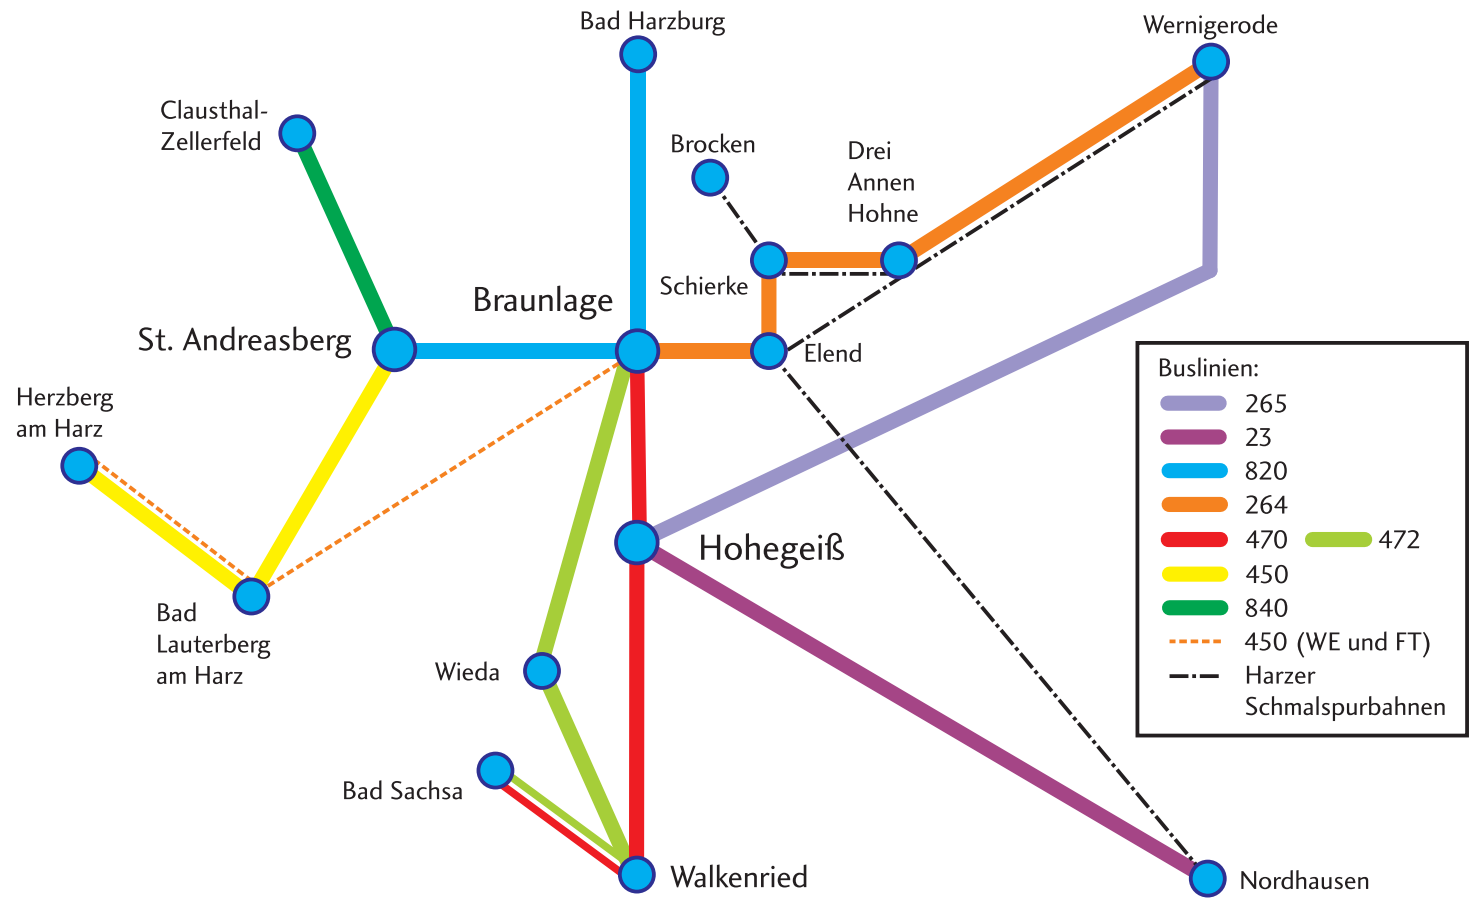 Bad Harzburg
Wernigerode
Clausthal-
Zellerfeld
Brocken
Drei
Annen
Hohne
Schierke
Braunlage
St. Andreasberg
Elend
Herzberg
am Harz
Hohegeiß
Bad
Lauterberg
am Harz
Wieda
Bad Sachsa
Walkenried
Nordhausen
Buslinien:
265
23
820
264
470 472
450
840
450 (WE und FT)
Harzer
Schmalspurbahnen